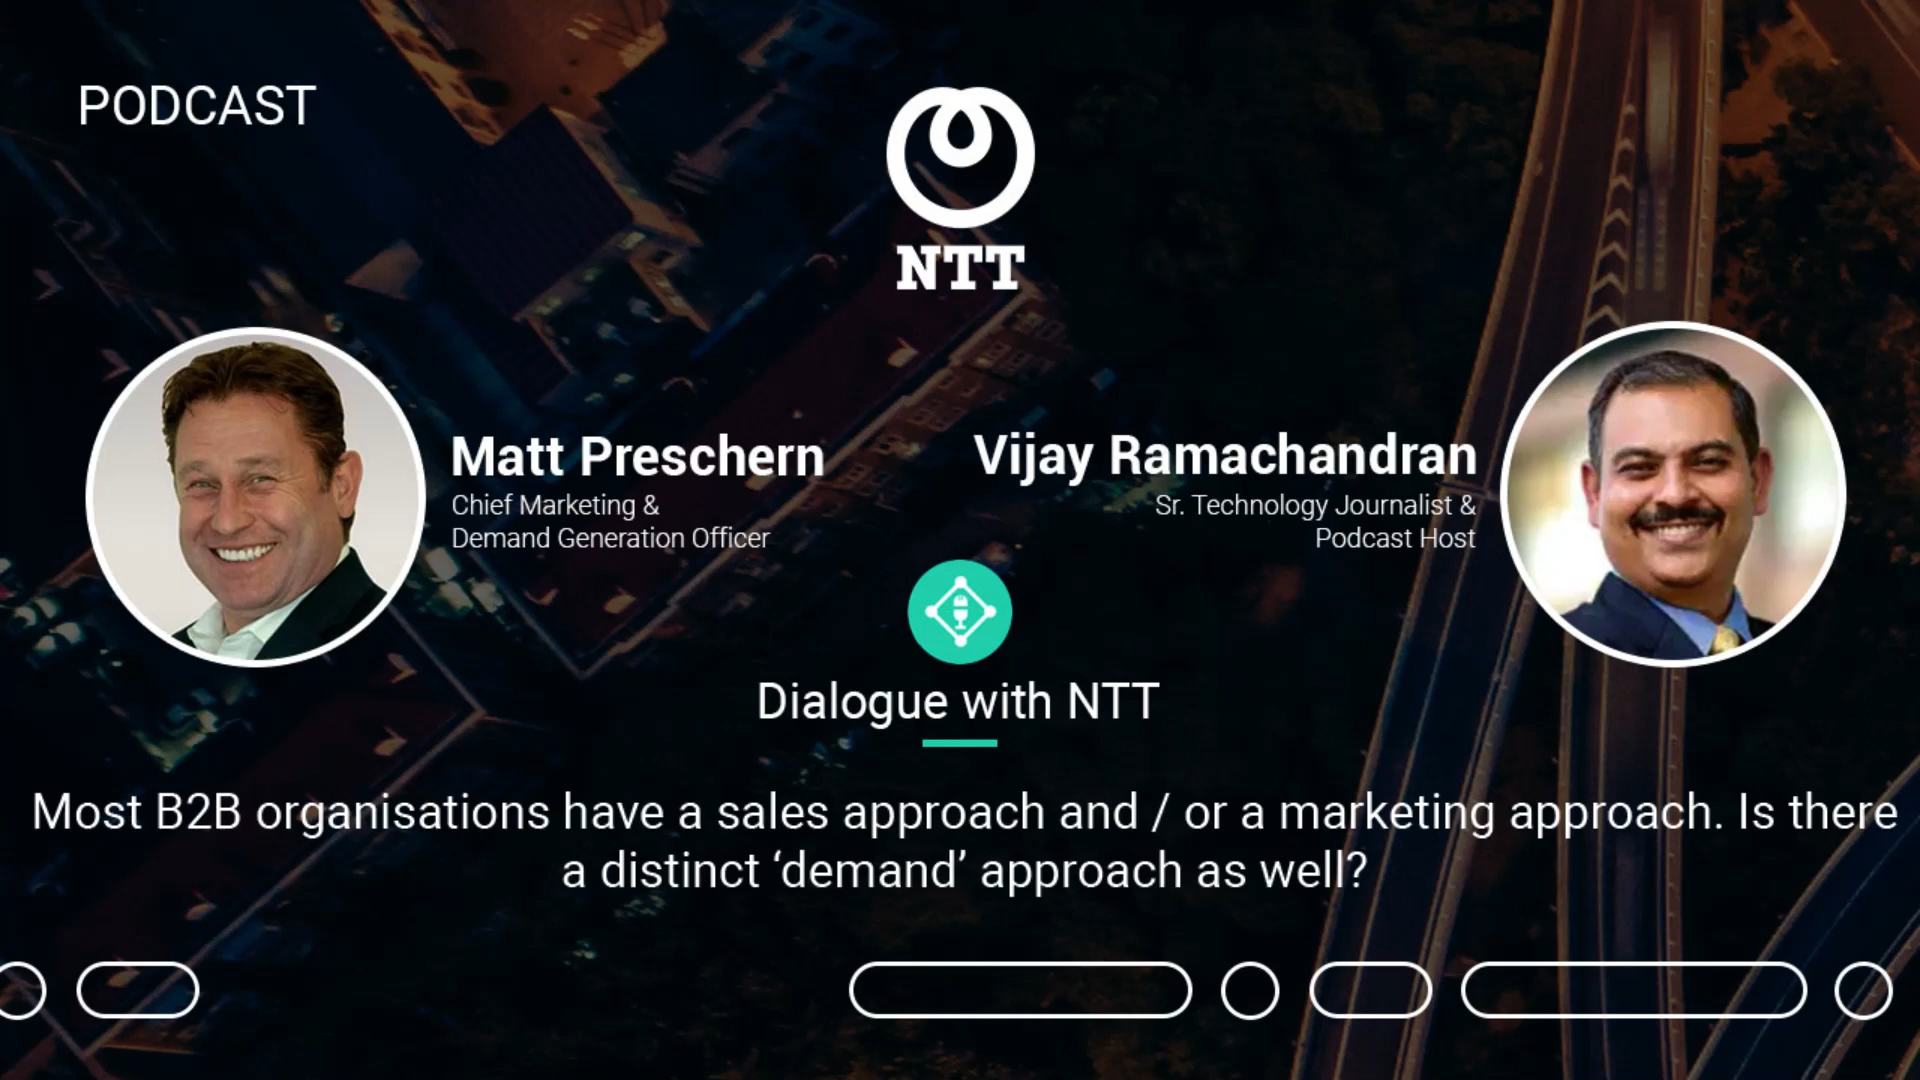 PODCAST
NTT
Matt Preschern
Chief Marketing &
Demand Generation Officer
Vijay Ramachandran
Sr. Technology Journalist &
Podcast Host
Dialogue with NTT
Most B2B organisations have a sales approach and / or a marketing approach. Is there
a distinct ‘demand’ approach as well?